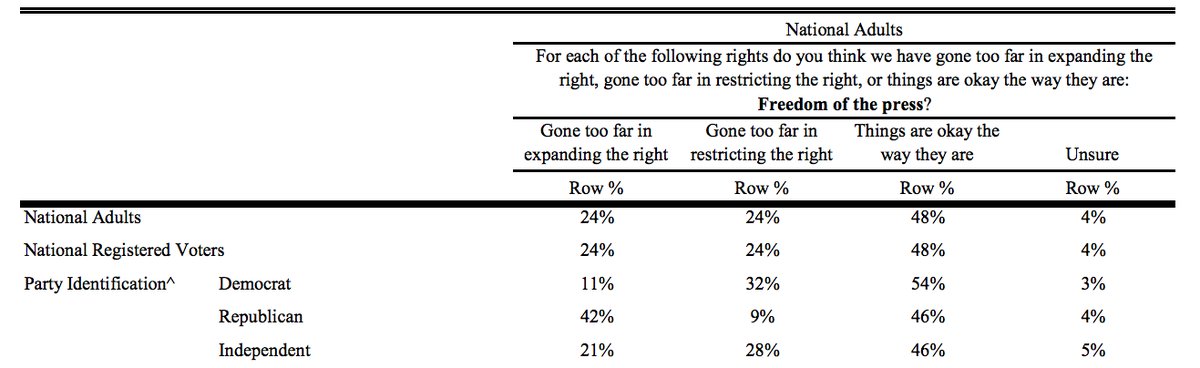 National Adults
For each of the following rights do you think we have gone too far in expanding the
right, gone too far in restricting the right, or things are okay the way they are:
Freedom of the press?
Gone too far in Gone too far in Things are okay the
expanding the right restricting the right way they are Unsure
Row % Row % Row % Row %
National Adults 24% 24% 48% 4%
National Registered Voters 24% 24% 48% 4%
Party Identification^ Democrat 11% 32% 54% 3%
Republican 42% 9% 46% 4%
Independent 21% 28% 46% 5%